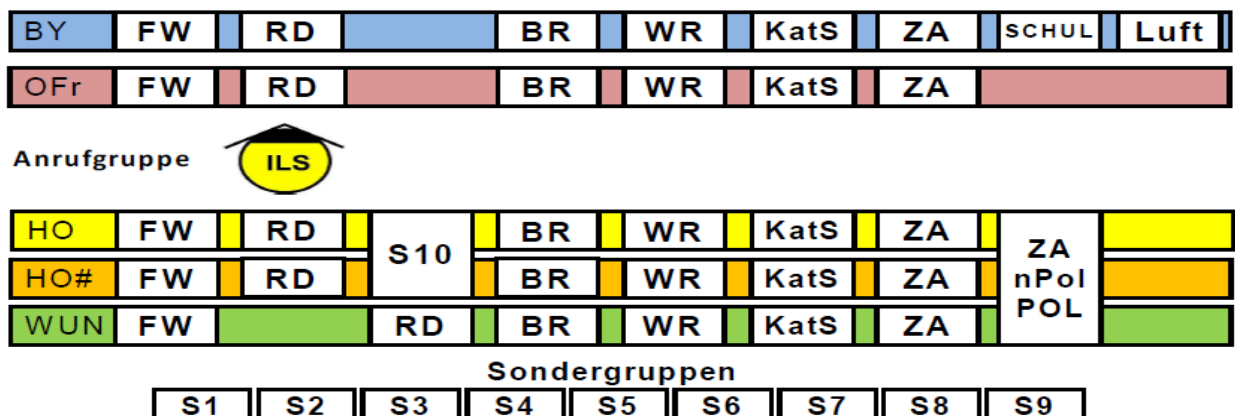 BY FW RD BR WR KatS ZA SCHUL Luft
OFr FW RD BR WR KatS ZA
Anrufgruppe ILS
HO FW RD S10 BR WR KatS ZA ZA nPol POL
HO# FW RD BR WR KatS ZA
WUN FW RD BR WR KatS ZA
Sondergruppen
S1 S2 S3 S4 S5 S6 S7 S8 S9